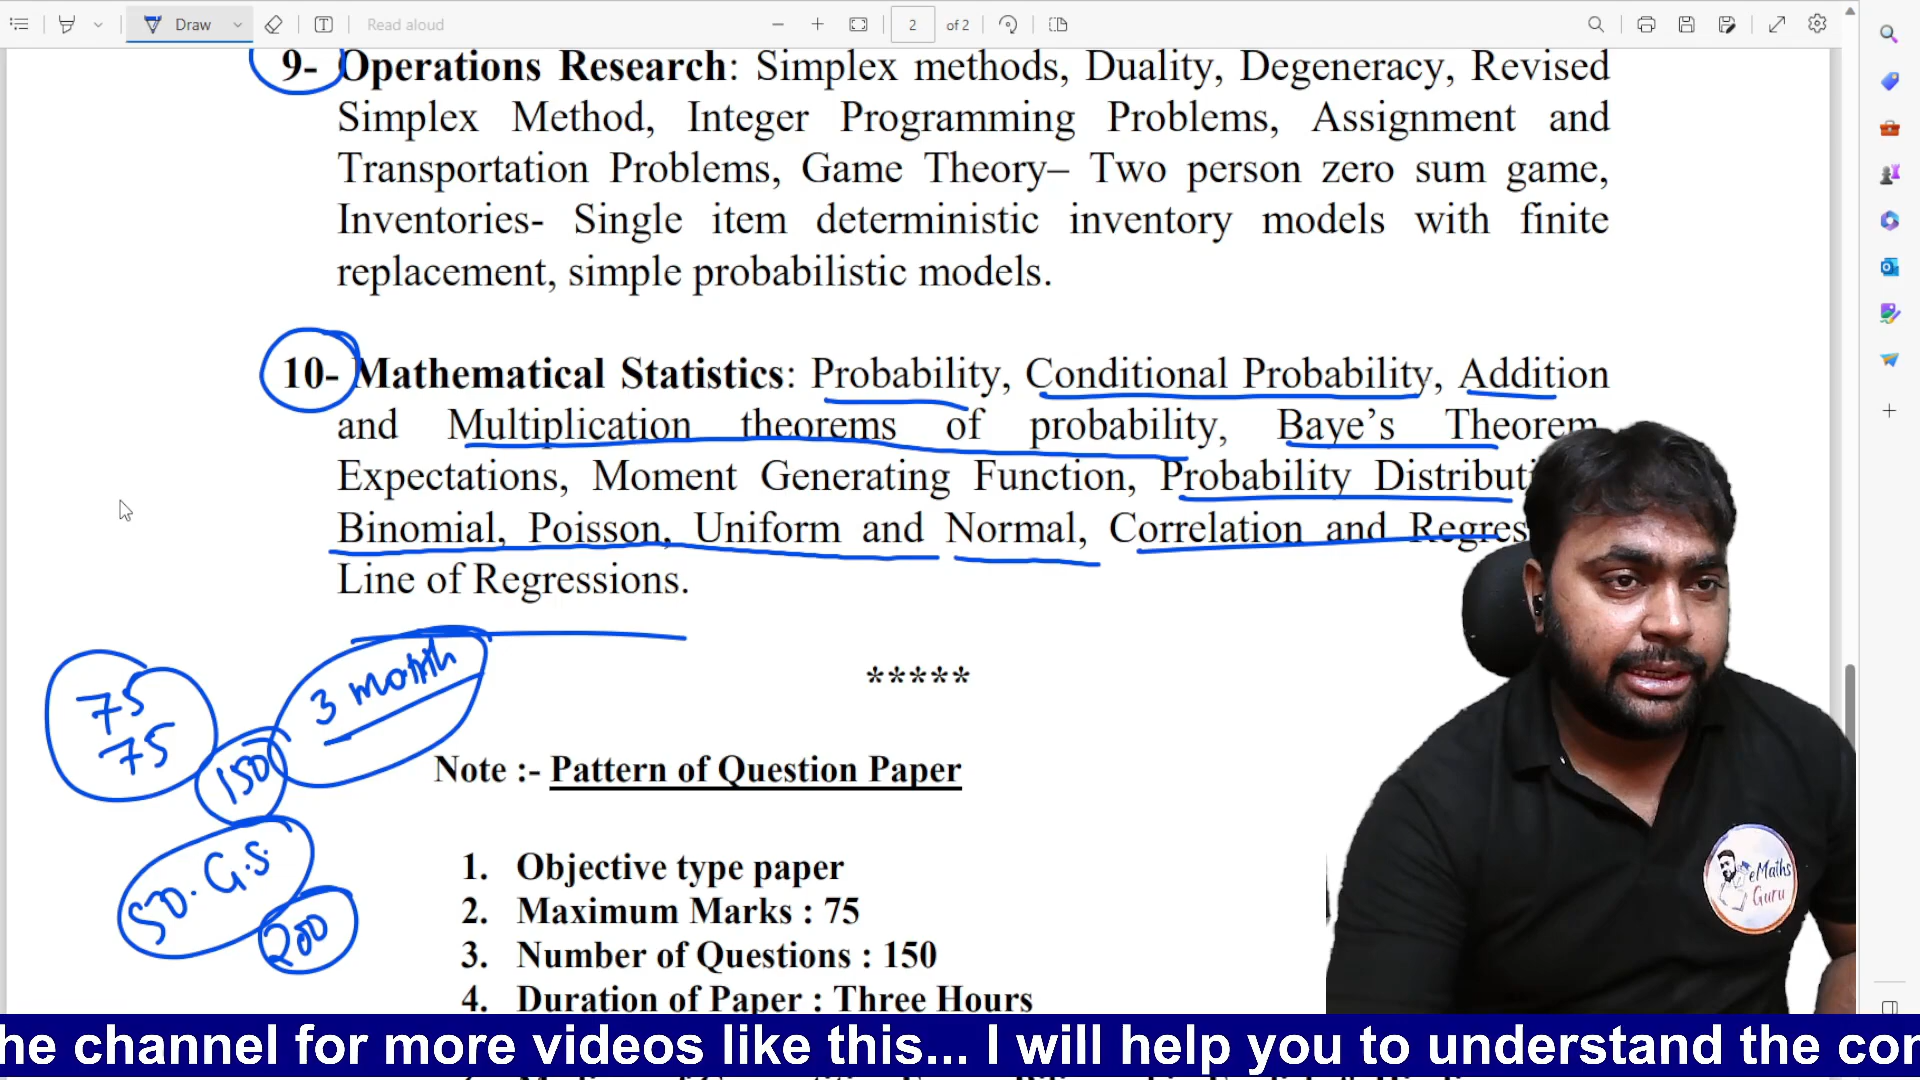 Draw
Read aloud
2
of 2
9- Operations Research: Simplex methods, Duality, Degeneracy, Revised
Simplex Method, Integer Programming Problems, Assignment and
Transportation Problems, Game Theory– Two person zero sum game,
Inventories- Single item deterministic inventory models with finite
replacement, simple probabilistic models.
10- Mathematical Statistics: Probability, Conditional Probability, Addition
and Multiplication theorems of probability, Baye's Theorem
Expectations, Moment Generating Function, Probability Distributi
Binomial, Poisson, Uniform and Normal, Correlation and Regres
Line of Regressions.
3 month
75
75
150
50. G.S.
200
*****
Note :- Pattern of Question Paper
1. Objective type paper
2. Maximum Marks : 75
3. Number of Questions : 150
4. Duration of Paper : Three Hours
eMaths
Guru
he channel for more videos like this... I will help you to understand the con